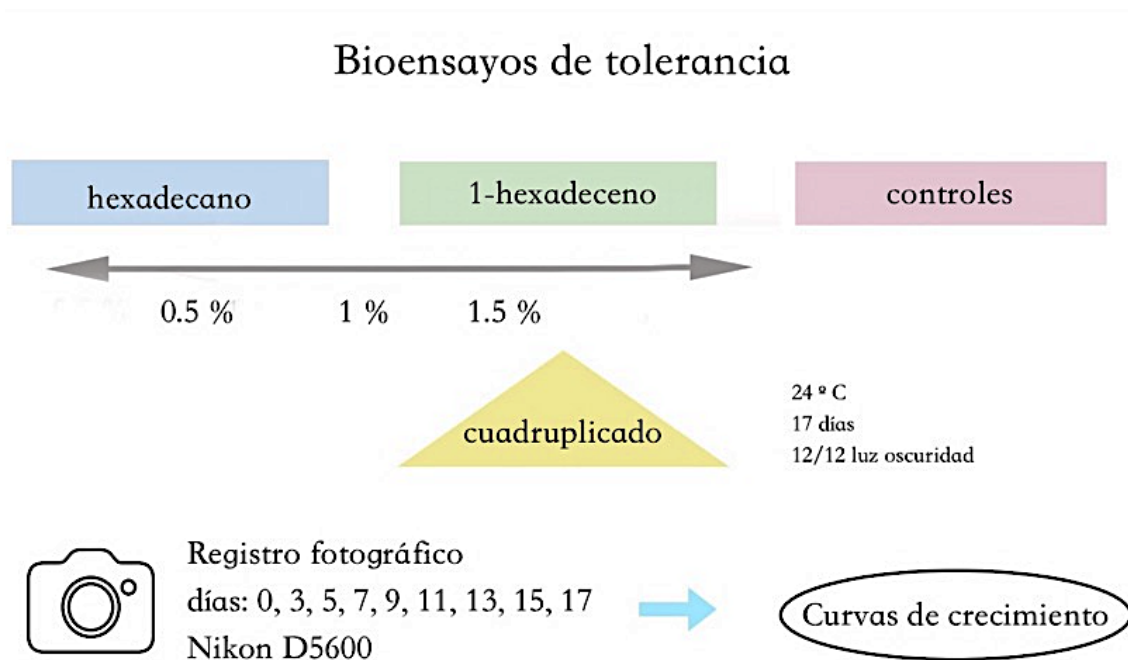 Bioensayos de tolerancia
hexadecano
1-hexadeceno
controles
0.5 %
1 %
1.5 %
cuadruplicado
24 º C
17 días
12/12 luz oscuridad
Registro fotográfico
días: 0, 3, 5, 7, 9, 11, 13, 15, 17
Nikon D5600
Curvas de crecimiento